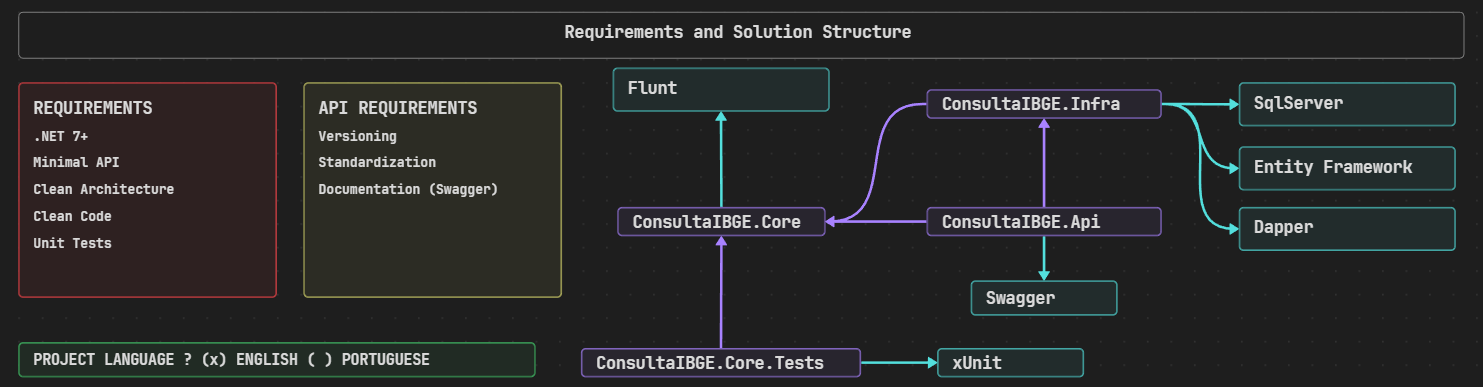 Requirements and Solution Structure
REQUIREMENTS
.NET 7+
Minimal API
Clean Architecture
Clean Code
Unit Tests
API REQUIREMENTS
Versioning
Standardization
Documentation (Swagger)
Flunt
ConsultaIBGE.Infra
SqlServer
Entity Framework
ConsultaIBGE.Core
ConsultaIBGE.Api
Dapper
Swagger
PROJECT LANGUAGE ? (x) ENGLISH ( ) PORTUGUESE
ConsultaIBGE.Core.Tests
xUnit